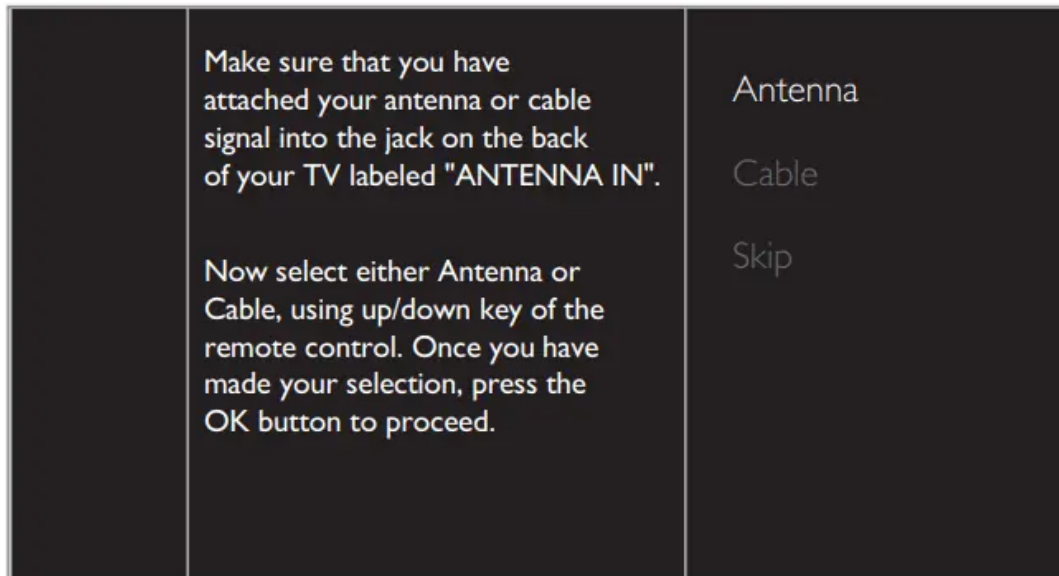 Make sure that you have
attached your antenna or cable
signal into the jack on the back
of your TV labeled "ANTENNA IN".
Now select either Antenna or
Cable, using up/down key of the
remote control. Once you have
made your selection, press the
OK button to proceed.
Antenna
Cable
Skip